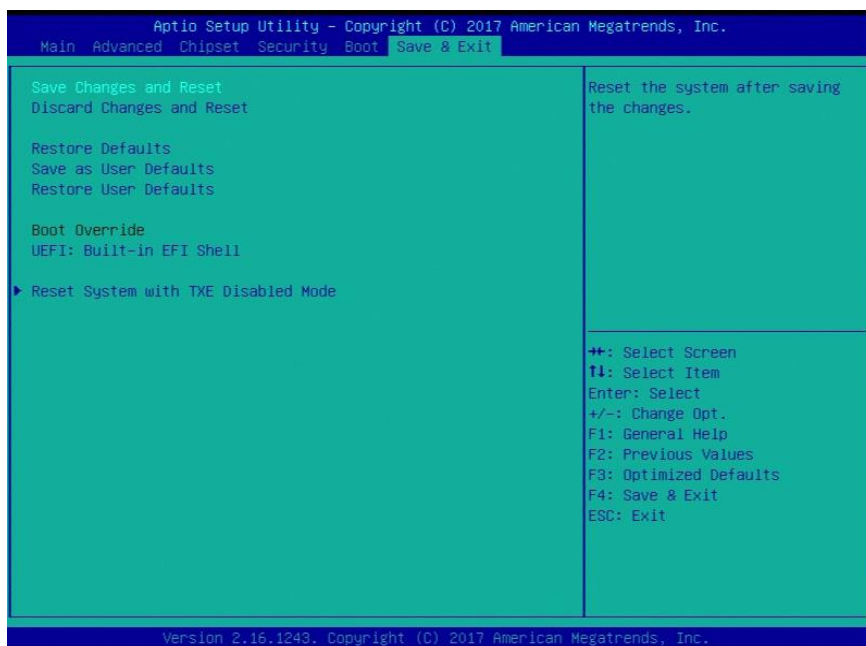 Aptio Setup Utility – Copyright (C) 2017 American Megatrends, Inc.
Main Advanced Chipset Security Boot Save & Exit
Save Changes and Reset
Discard Changes and Reset
Restore Defaults
Save as User Defaults
Restore User Defaults
Boot Override
UEFI: Built-in EFI Shell
Reset System with TXE Disabled Mode
Reset the system after saving
the changes.
→←: Select Screen
↑↓: Select Item
Enter: Select
+/-: Change Opt.
F1: General Help
F2: Previous Values
F3: Optimized Defaults
F4: Save & Exit
ESC: Exit
Version 2.16.1243. Copyright (C) 2017 American Megatrends, Inc.